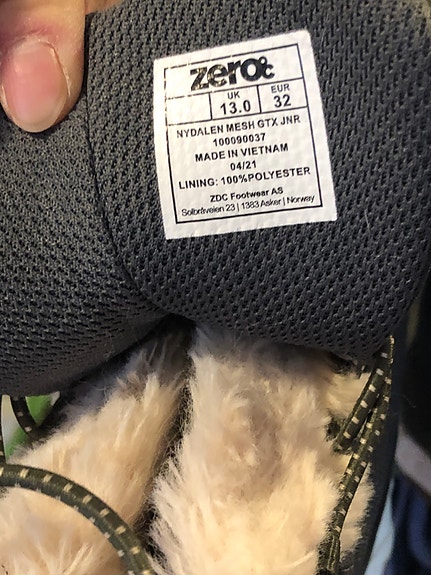 zero°c
UK EUR
13.0 32
NYDALEN MESH GTX JNR
100090037
MADE IN VIETNAM
04/21
LINING: 100%POLYESTER
ZDC Footwear AS
Solbråveien 23 | 1383 Asker | Norway